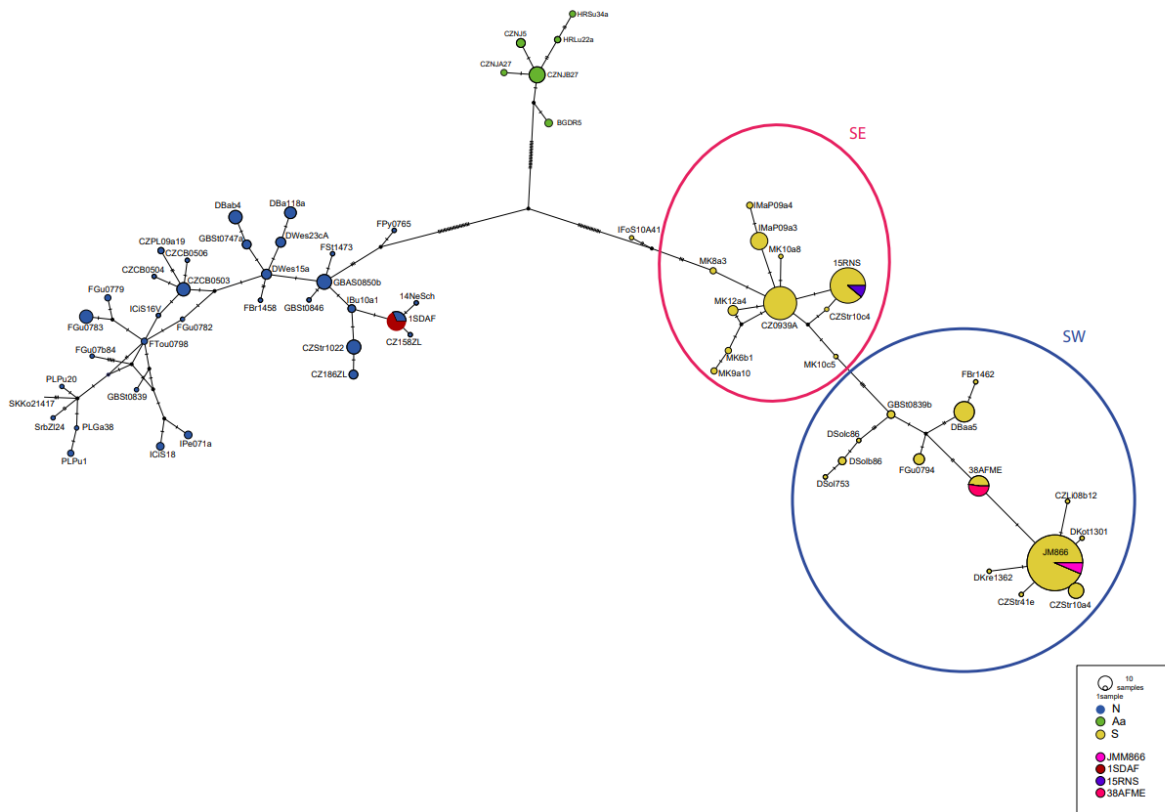 HRSu34a
CZNJ5
HRLu22a
CZNJA27
CZNJB27
BGDR5
SE
IMaP09a4
IMaP09a3
IFoS10A41
MK10a8
MK8a3
15RNS
MK12a4
CZ0939A
CZStr10c4
MK6b1
MK9a10
MK10c5
SW
FBr1462
GBSt0839b
DBaa5
DSolc86
DSolb86
FGu0794
DSol753
38AFME
CZLi08b12
DKot1301
JM866
DKre1362
CZStr41e
CZStr10a4
DBab4
DBa118a
FPy0765
GBSt0747a
DWes23cA
FSt1473
CZPL09a19
CZCB0506
CZCB0504
CZCB0503
DWes15a
GBAS0850b
FBr1458
GBSt0846
IBu10a1
14NeSch
1SDAF
CZ158ZL
CZStr1022
CZ186ZL
FGu0779
ICiS16V
FGu0783
FGu0782
FTou0798
FGu07b84
PLPu20
GBSt0839
SKKo21417
SrbZl24
PLGa38
PLPu1
IPe071a
ICiS18
10
samples
1sample
N
Aa
S
JMM866
1SDAF
15RNS
38AFME